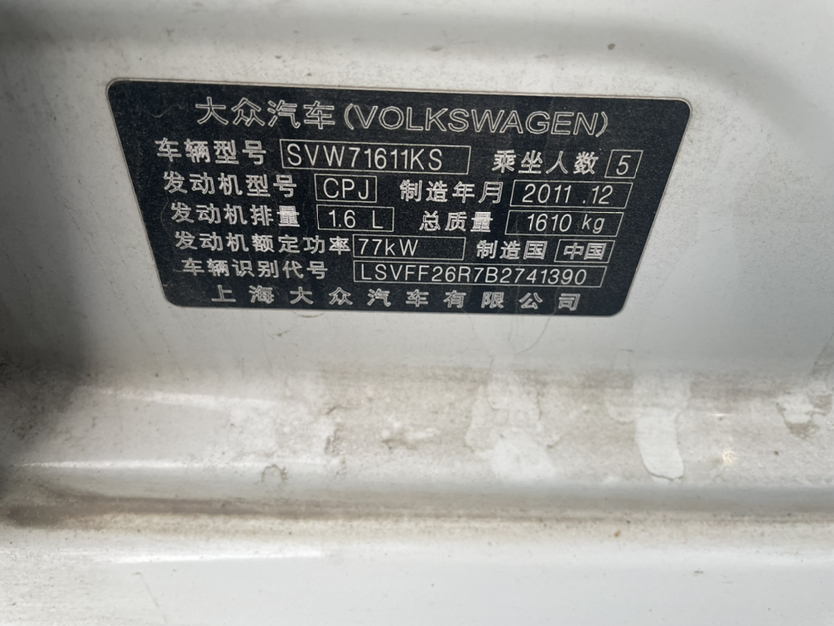 大众汽车(VOLKSWAGEN)
车辆型号 SVW71611KS 乘坐人数 5
发动机型号 CPJ 制造年月 2011.12
发动机排量 1.6 L 总质量 1610 kg
发动机额定功率 77kW 制造国 中国
车辆识别代号 LSVFF26R7B2741390
上海大众汽车有限公司